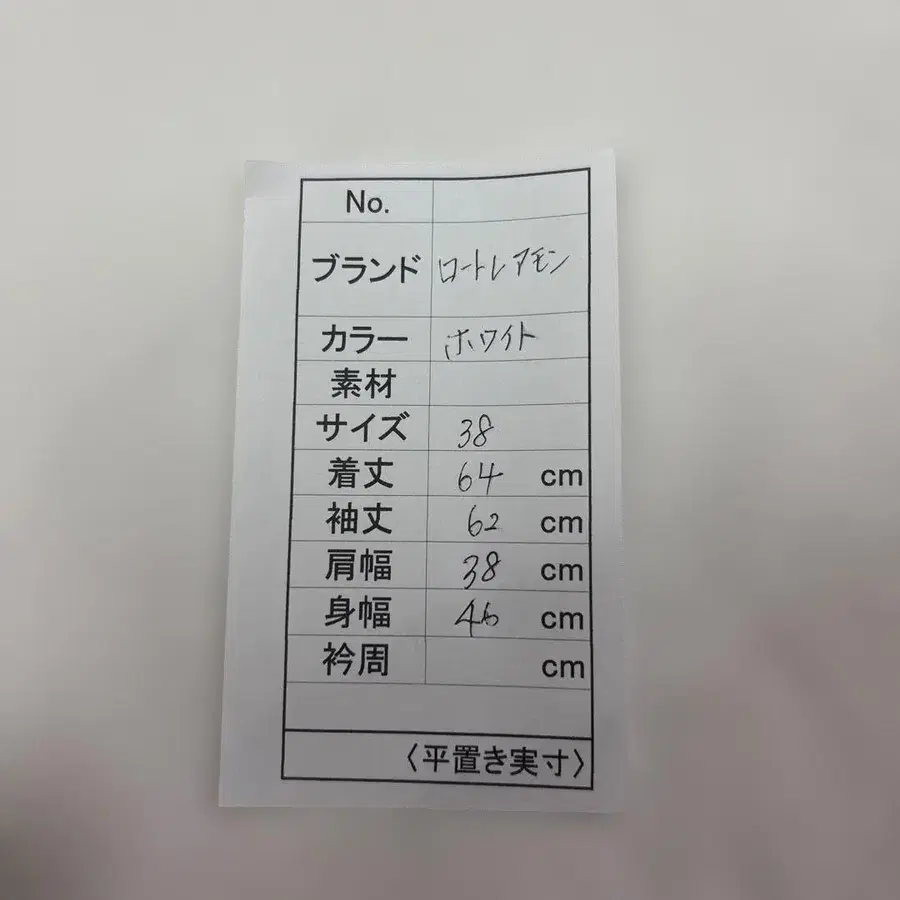 No.
ブランド ロートレアモン
カラー ホワイト
素材
サイズ 38
着丈 64 cm
袖丈 62 cm
肩幅 38 cm
身幅 46 cm
衿周 cm
〈平置き実寸〉